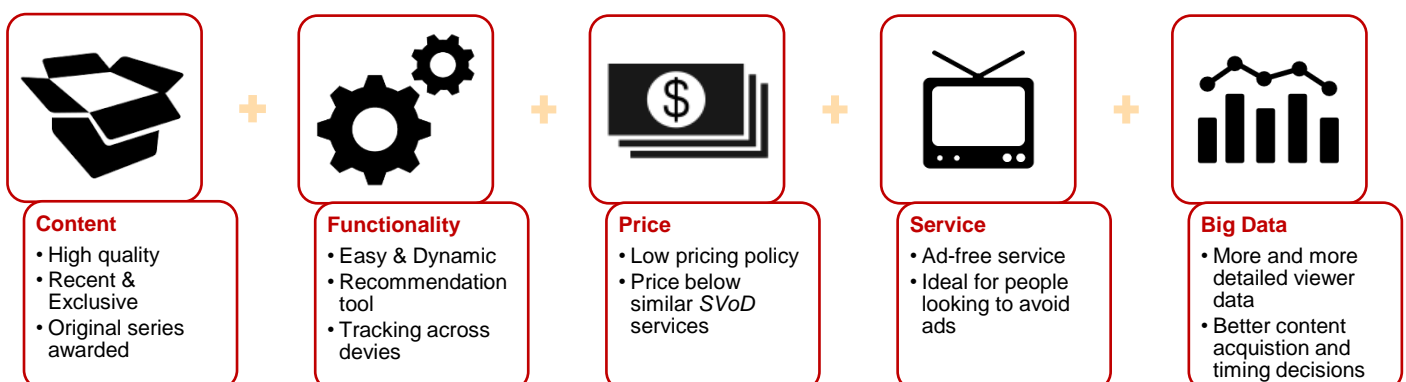 $
Content
• High quality
• Recent &
Exclusive
• Original series
awarded
Functionality
• Easy & Dynamic
• Recommendation
tool
• Tracking across
devies
Price
• Low pricing policy
• Price below
similar SVoD
services
Service
• Ad-free service
• Ideal for people
looking to avoid
ads
Big Data
• More and more
detailed viewer
data
• Better content
acquistion and
timing decisions